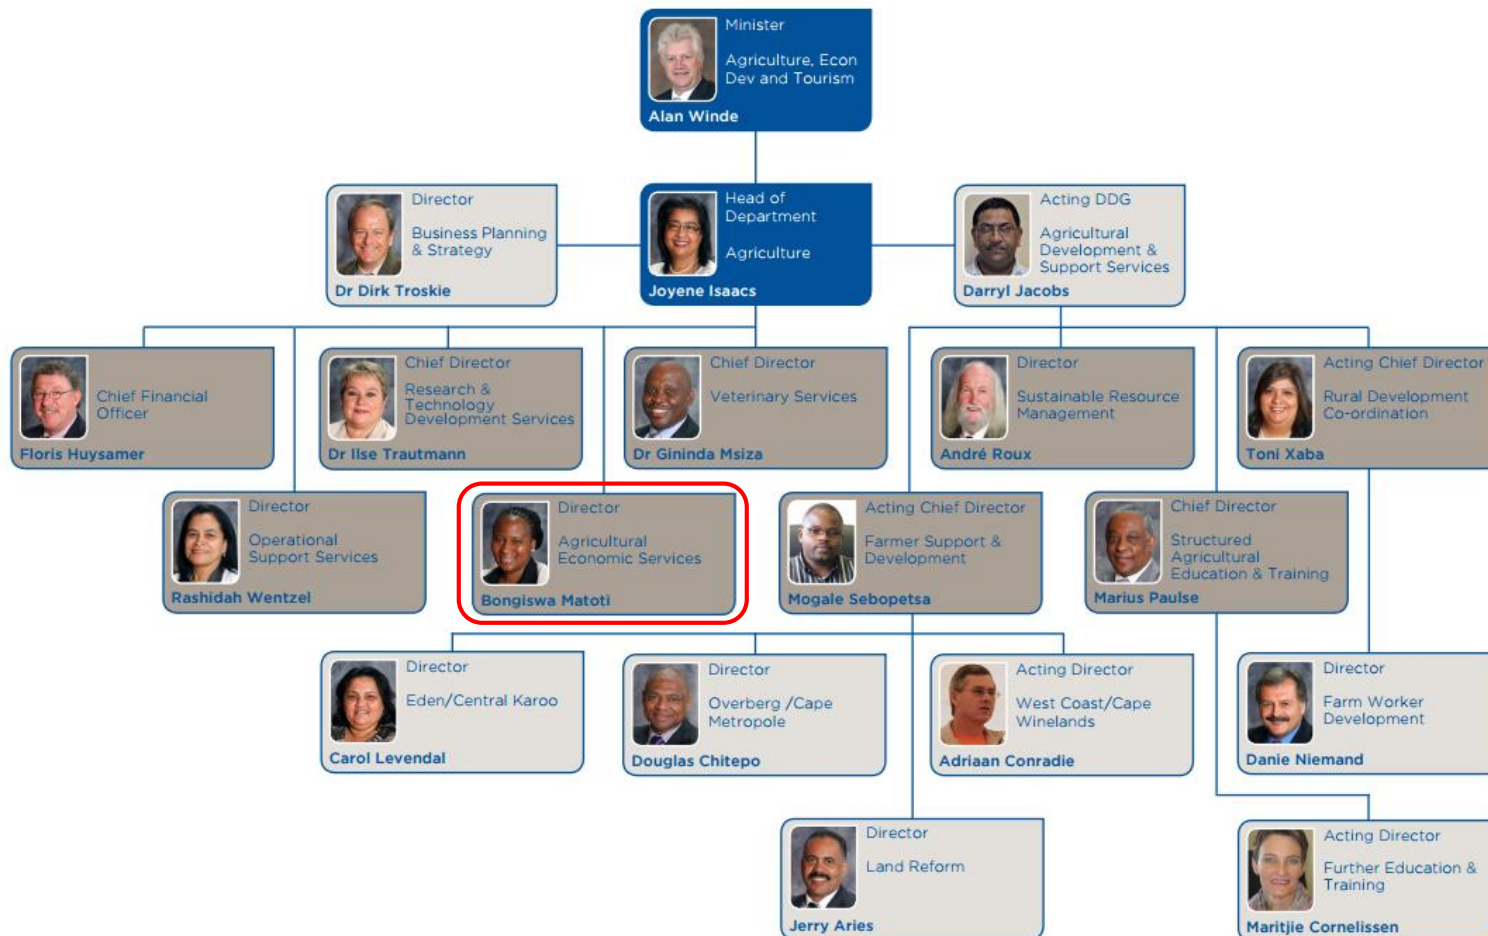 Minister
Agriculture, Econ
Dev and Tourism
Alan Winde
Director
Business Planning
& Strategy
Dr Dirk Troskie
Head of
Department
Agriculture
Joyene Isaacs
Acting DDG
Agricultural
Development &
Support Services
Darryl Jacobs
Chief Financial
Officer
Floris Huysamer
Chief Director
Research &
Technology
Development Services
Dr Ilse Trautmann
Chief Director
Veterinary Services
Dr Gininda Msiza
Director
Sustainable Resource
Management
André Roux
Acting Chief Director
Rural Development
Co-ordination
Toni Xaba
Director
Operational
Support Services
Rashidah Wentzel
Director
Agricultural
Economic Services
Bongiswa Matoti
Acting Chief Director
Farmer Support &
Development
Mogale Sebopetsa
Chief Director
Structured
Agricultural
Education & Training
Marius Paulse
Director
Eden/Central Karoo
Carol Levendal
Director
Overberg /Cape
Metropole
Douglas Chitepo
Acting Director
West Coast/Cape
Winelands
Adriaan Conradie
Director
Farm Worker
Development
Danie Niemand
Director
Land Reform
Jerry Aries
Acting Director
Further Education &
Training
Maritjie Cornelissen